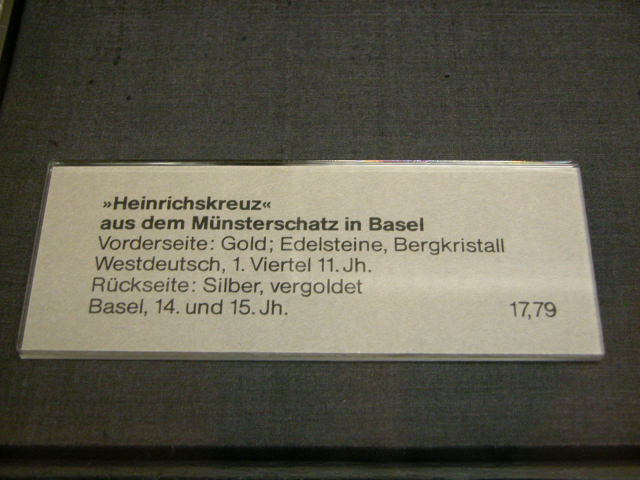 »Heinrichskreuz«
aus dem Münsterschatz in Basel
Vorderseite: Gold; Edelsteine, Bergkristall
Westdeutsch, 1. Viertel 11. Jh.
Rückseite: Silber, vergoldet
Basel, 14. und 15. Jh. 17,79